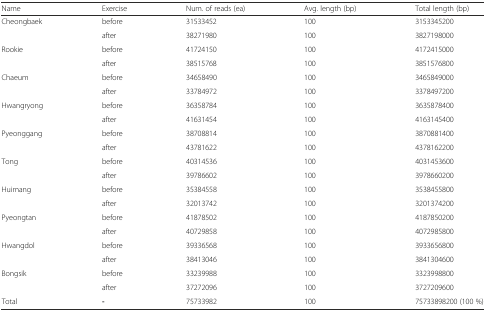 Name Exercise Num. of reads (ea) Avg. length (bp) Total length (bp)
Cheongbaek before 31533452 100 3153345200
after 38271980 100 3827198000
Rookie before 41724150 100 4172415000
after 38515768 100 3851576800
Chaeum before 34658490 100 3465849000
after 33784972 100 3378497200
Hwangryong before 36358784 100 3635878400
after 41631454 100 4163145400
Pyeonggang before 38708814 100 3870881400
after 43781622 100 4378162200
Tong before 40314536 100 4031453600
after 39786602 100 3978660200
Huimang before 35384558 100 3538455800
after 32013742 100 3201374200
Pyeongtan before 41878502 100 4187850200
after 40729858 100 4072985800
Hwangdol before 39336568 100 3933656800
after 38413046 100 3841304600
Bongsik before 33239988 100 3323998800
after 37272096 100 3727209600
Total - 75733982 100 75733898200 (100 %)